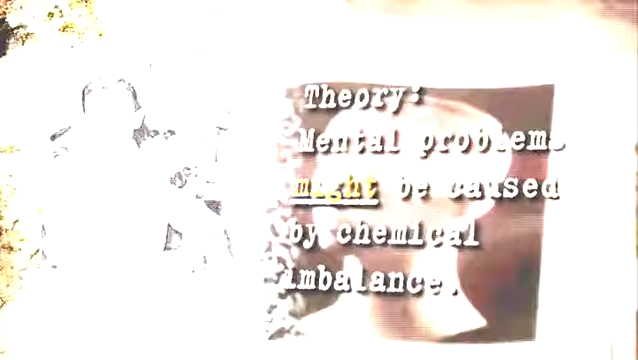 Theory:
Mental problems
might be caused
by chemical
imbalance.